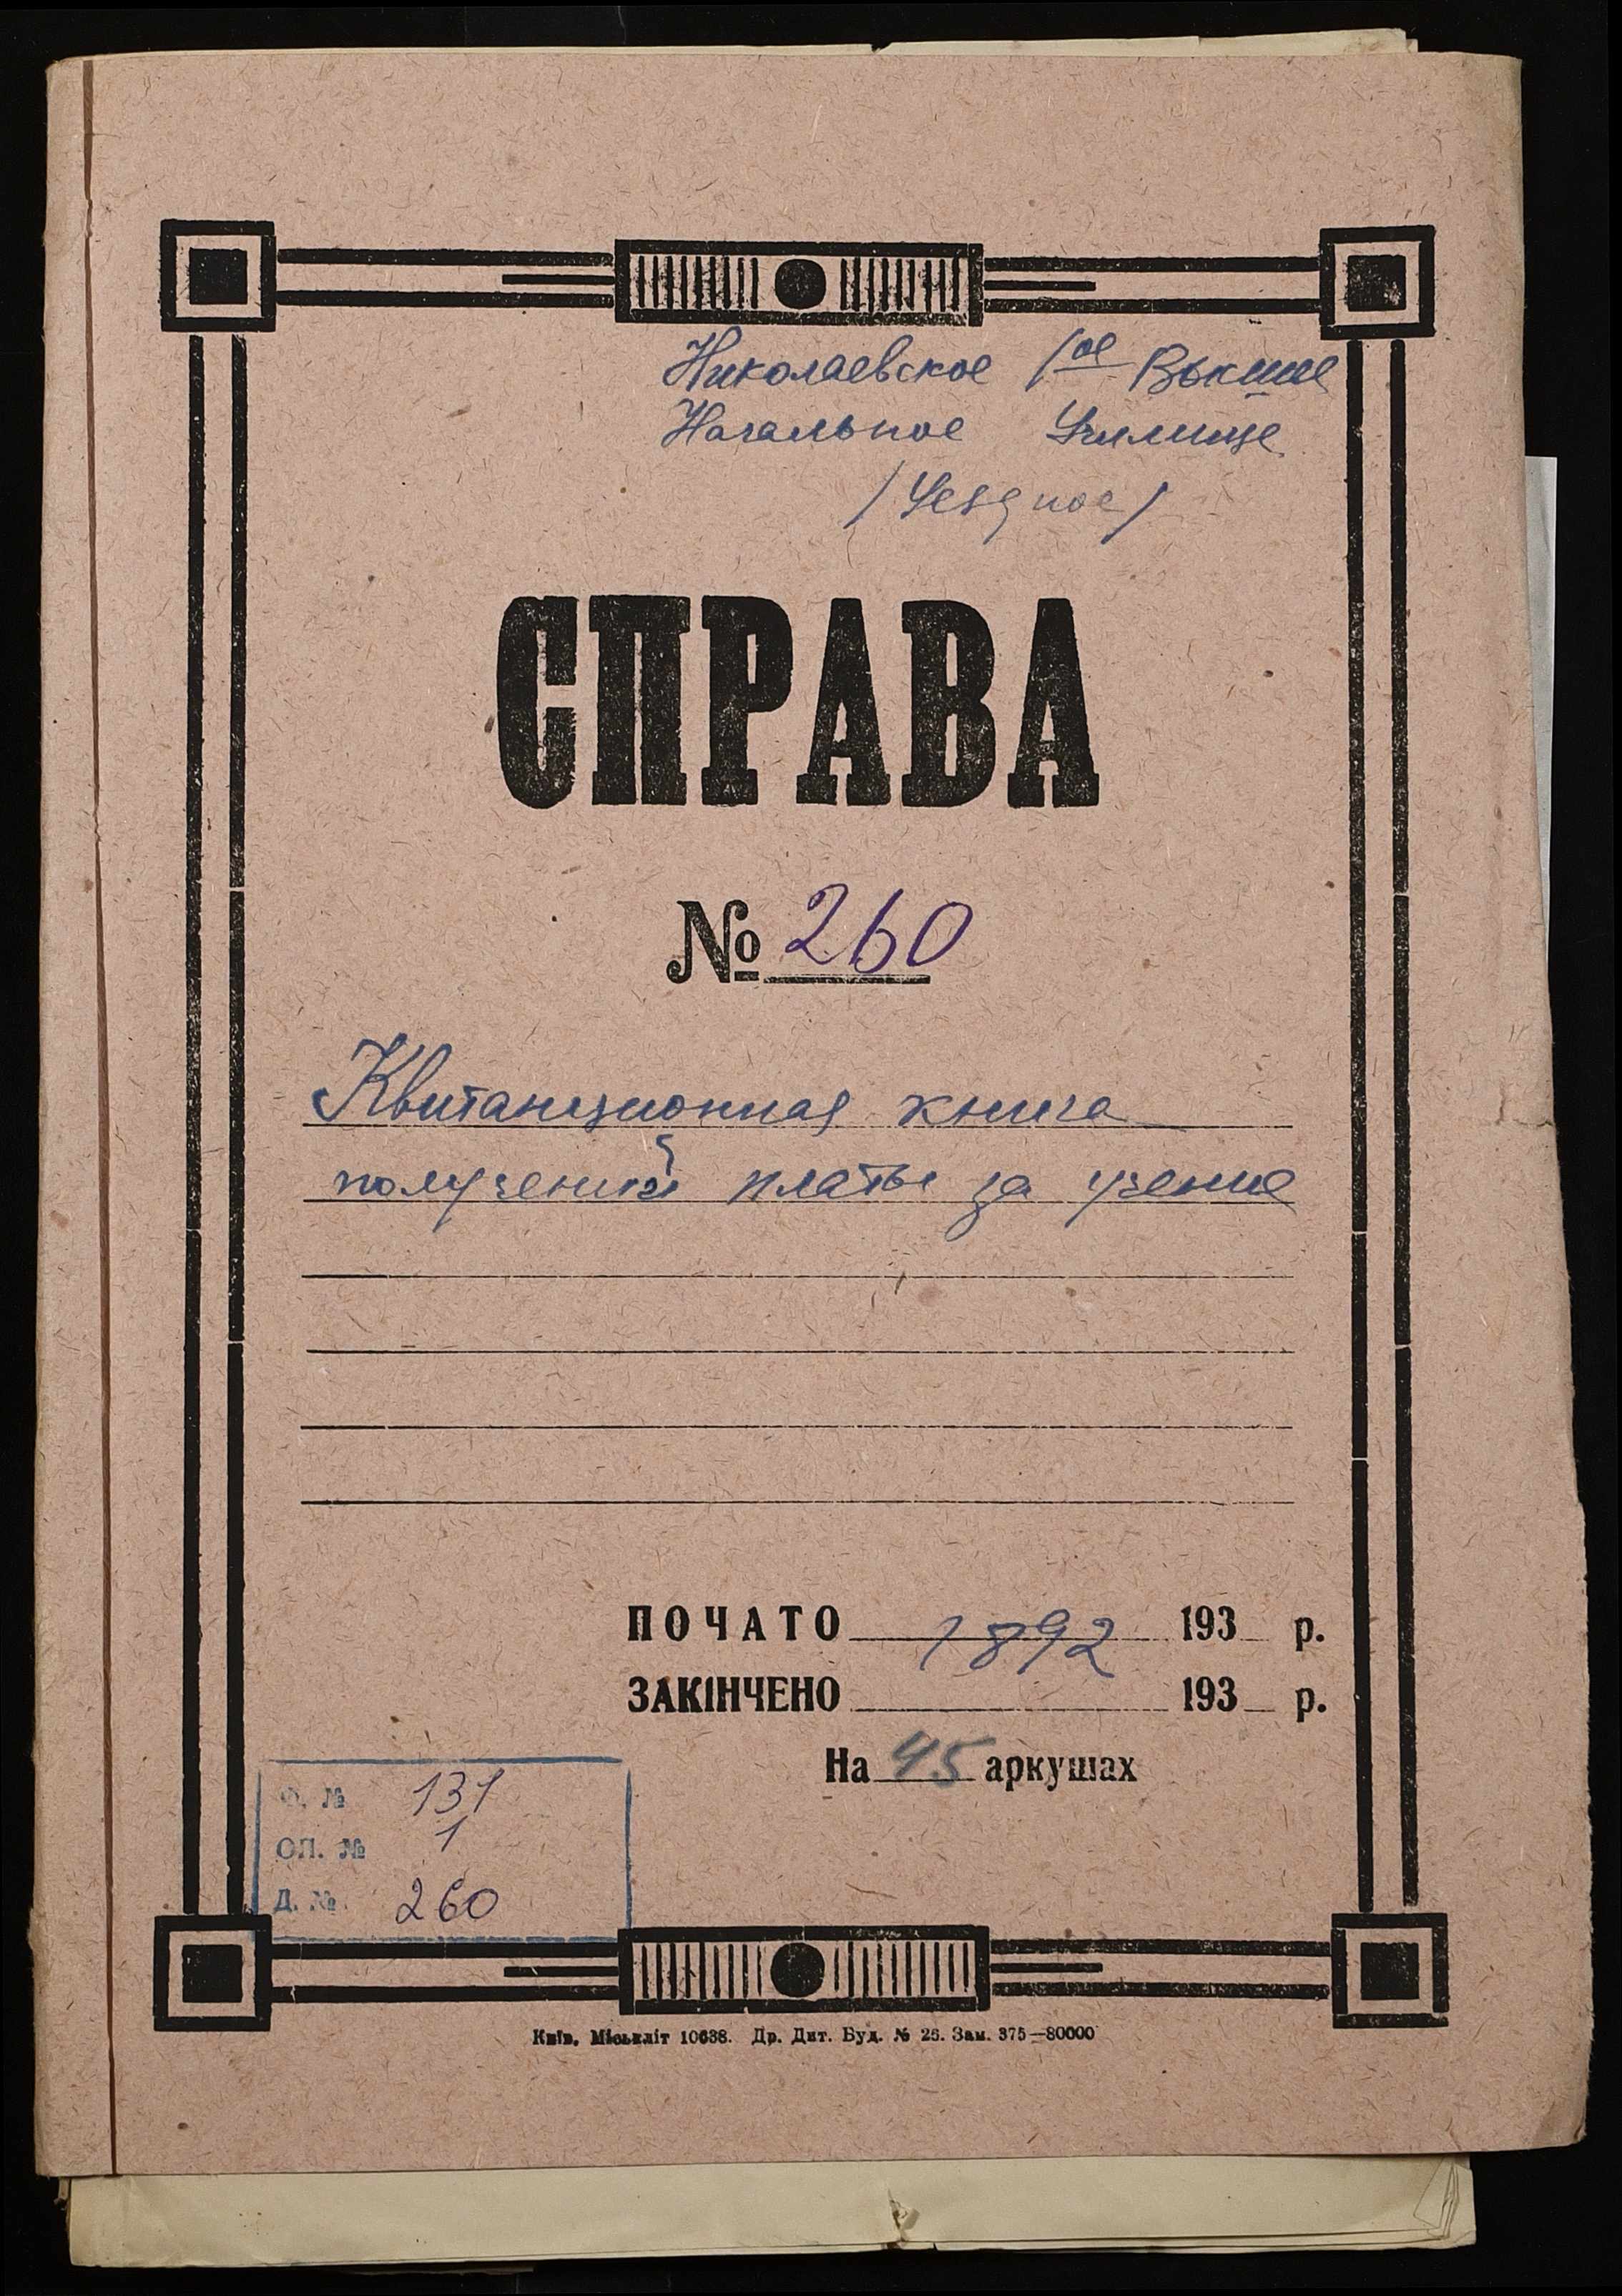 Николаевское 1ое Высше
Начальное Училище
/Уездное/
СПРАВА
№ 260
Квитанционная книга
получений платы за учение
ПОЧАТО 1892 193 р.
ЗАКІНЧЕНО 193 р.
На 45 аркушах
Ф. № 131
ОП. № 1
Д. № 260
Київ, Міськліт 10638. Др. Дит. Буд. № 25. Зам. 375—80000